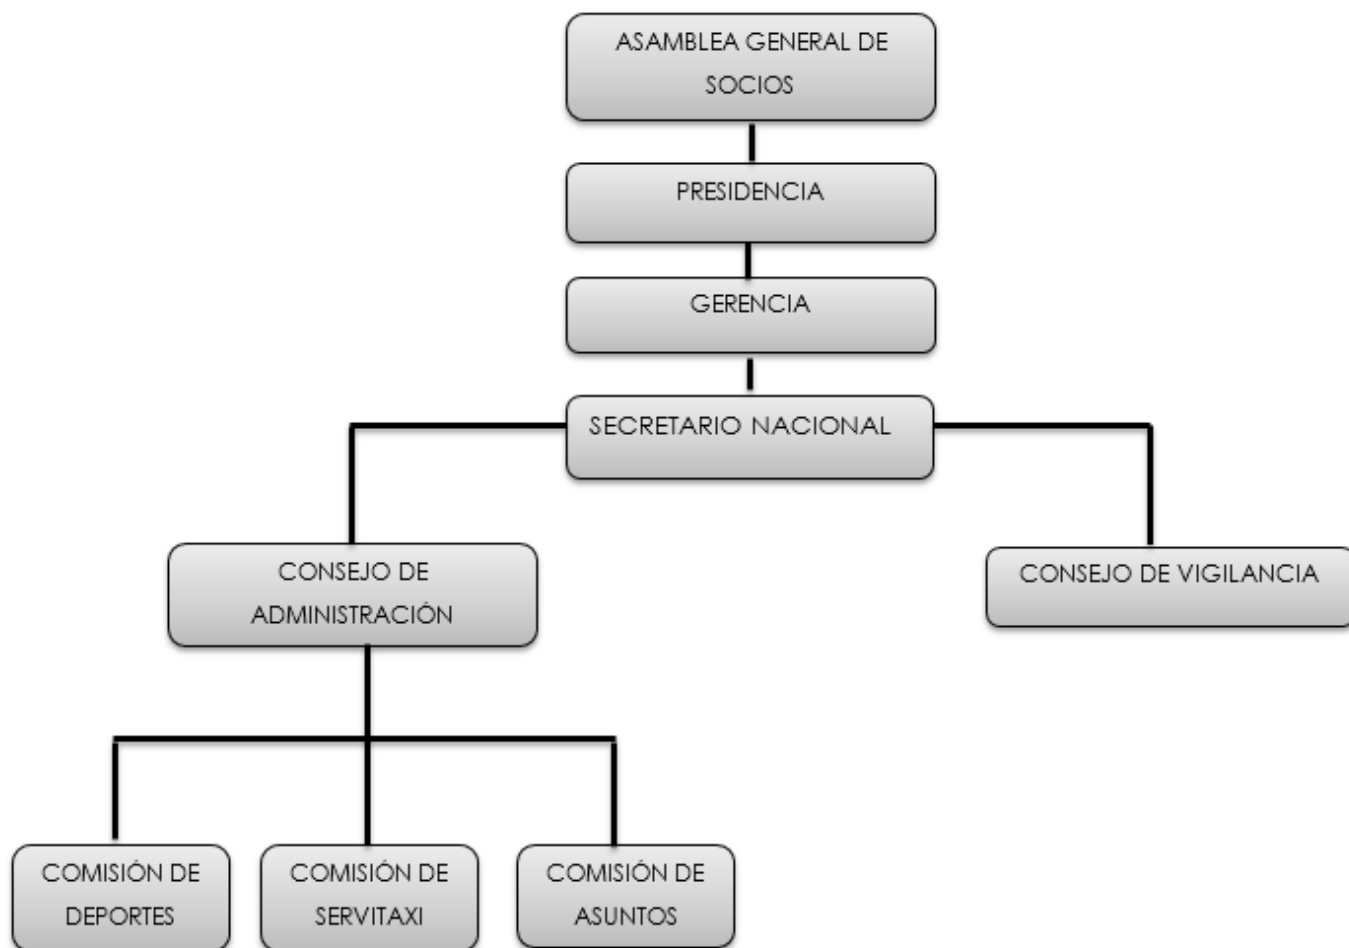 ASAMBLEA GENERAL DE
SOCIOS
PRESIDENCIA
GERENCIA
SECRETARIO NACIONAL
CONSEJO DE
ADMINISTRACIÓN
CONSEJO DE VIGILANCIA
COMISIÓN DE
DEPORTES
COMISIÓN DE
SERVITAXI
COMISIÓN DE
ASUNTOS